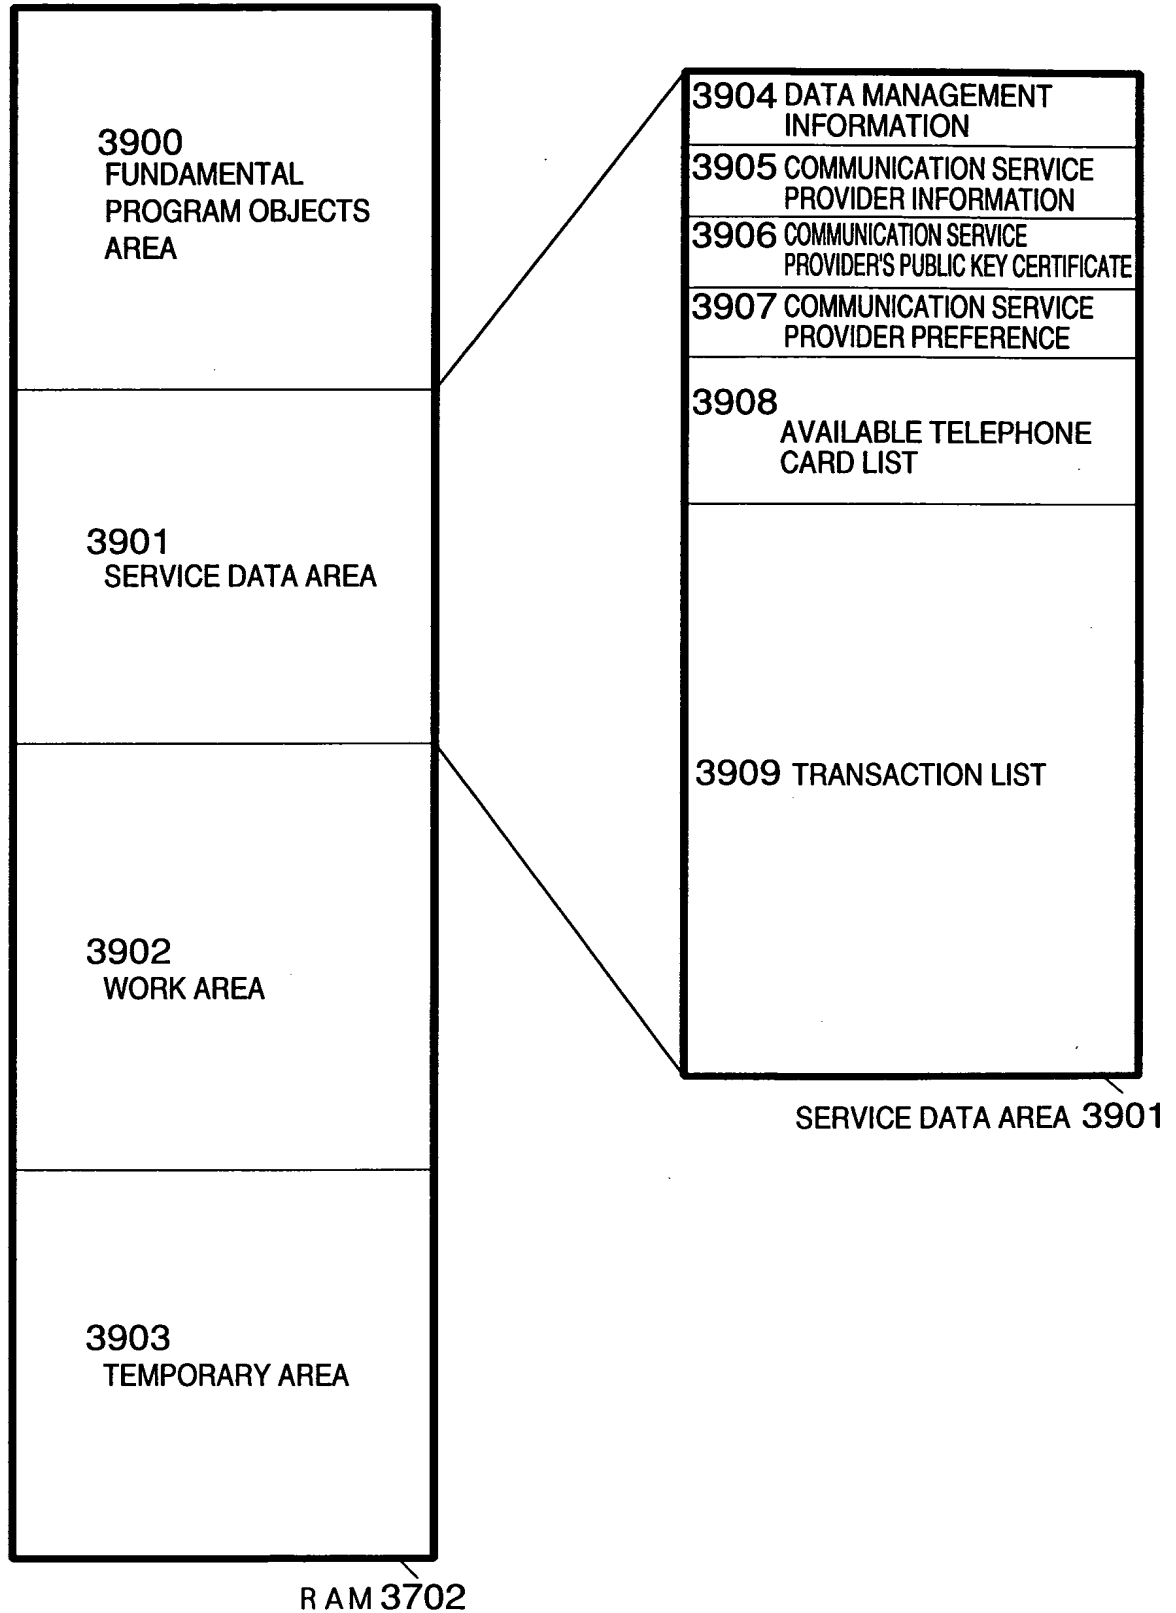 3900
FUNDAMENTAL
PROGRAM OBJECTS
AREA
3901
SERVICE DATA AREA
3902
WORK AREA
3903
TEMPORARY AREA
RAM 3702
3904 DATA MANAGEMENT
INFORMATION
3905 COMMUNICATION SERVICE
PROVIDER INFORMATION
3906 COMMUNICATION SERVICE
PROVIDER'S PUBLIC KEY CERTIFICATE
3907 COMMUNICATION SERVICE
PROVIDER PREFERENCE
3908
AVAILABLE TELEPHONE
CARD LIST
3909 TRANSACTION LIST
SERVICE DATA AREA 3901